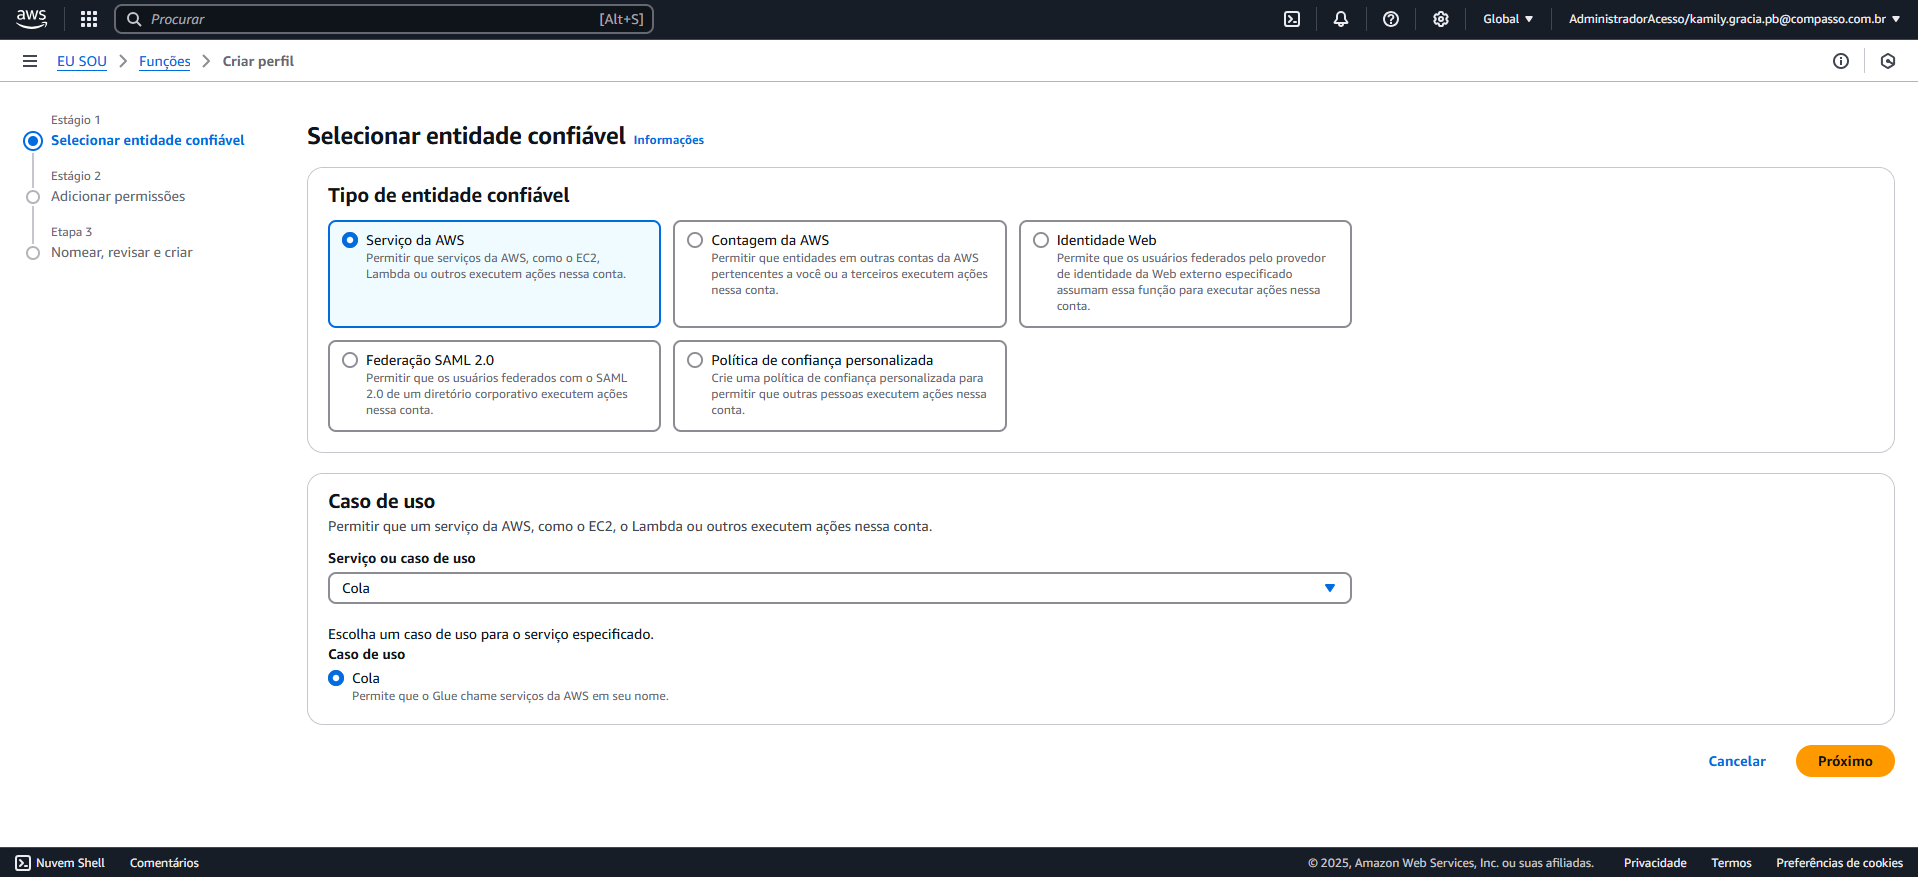 aws
Procurar
[Alt+S]
Global
AdministradorAcesso/kamily.gracia.pb@compasso.com.br
EU SOU
Funções
Criar perfil
Estágio 1
Selecionar entidade confiável
Estágio 2
Adicionar permissões
Etapa 3
Nomear, revisar e criar
Selecionar entidade confiável
Informações
Tipo de entidade confiável
Serviço da AWS
Permitir que serviços da AWS, como o EC2,
Lambda ou outros executem ações nessa conta.
Contagem da AWS
Permitir que entidades em outras contas da AWS
pertencentes a você ou a terceiros executem ações
nessa conta.
Identidade Web
Permite que os usuários federados pelo provedor
de identidade da Web externo especificado
assumam essa função para executar ações nessa
conta.
Federação SAML 2.0
Permitir que os usuários federados com o SAML
2.0 de um diretório corporativo executem ações
nessa conta.
Política de confiança personalizada
Crie uma política de confiança personalizada para
permitir que outras pessoas executem ações nessa
conta.
Caso de uso
Permitir que um serviço da AWS, como o EC2, o Lambda ou outros executem ações nessa conta.
Serviço ou caso de uso
Cola
Escolha um caso de uso para o serviço especificado.
Caso de uso
Cola
Permite que o Glue chame serviços da AWS em seu nome.
Cancelar
Próximo
Nuvem Shell
Comentários
© 2025, Amazon Web Services, Inc. ou suas afiliadas.
Privacidade
Termos
Preferências de cookies